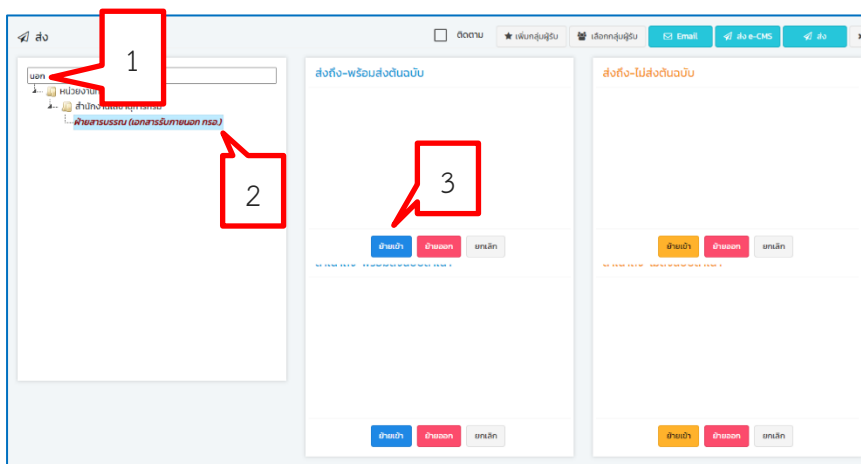 ส่ง
ติดตาม
เพิ่มกลุ่มผู้รับ
เลือกกลุ่มผู้รับ
Email
ส่ง e-CMS
ส่ง
1
นอก
สำนักงาน
ฝ่ายสารบรรณ (เอกสารรับภายนอก กรอ.)
2
ส่งถึง-พร้อมส่งต้นฉบับ
3
ย้ายเข้า ย้ายออก ยกเลิก
ส่งถึง-ไม่ส่งต้นฉบับ
ย้ายเข้า ย้ายออก ยกเลิก
ย้ายเข้า ย้ายออก ยกเลิก
ย้ายเข้า ย้ายออก ยกเลิก